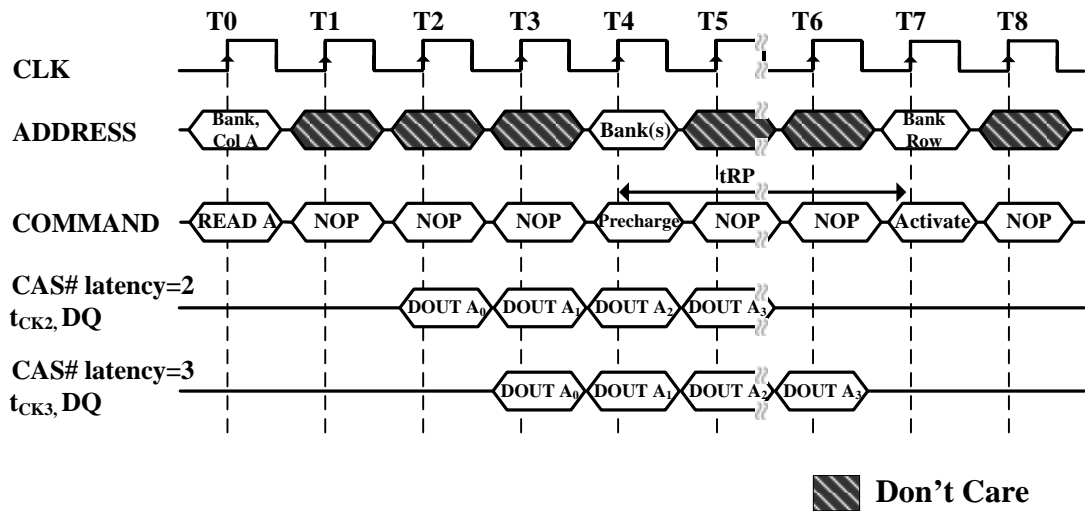 T0 T1 T2 T3 T4 T5 T6 T7 T8
CLK
ADDRESS Bank, Col A Bank(s) Bank Row
tRP
COMMAND READ A NOP NOP NOP Precharge NOP NOP Activate NOP
CAS# latency=2
tCK2, DQ DOUT A0 DOUT A1 DOUT A2 DOUT A3
CAS# latency=3
tCK3, DQ DOUT A0 DOUT A1 DOUT A2 DOUT A3
Don't Care